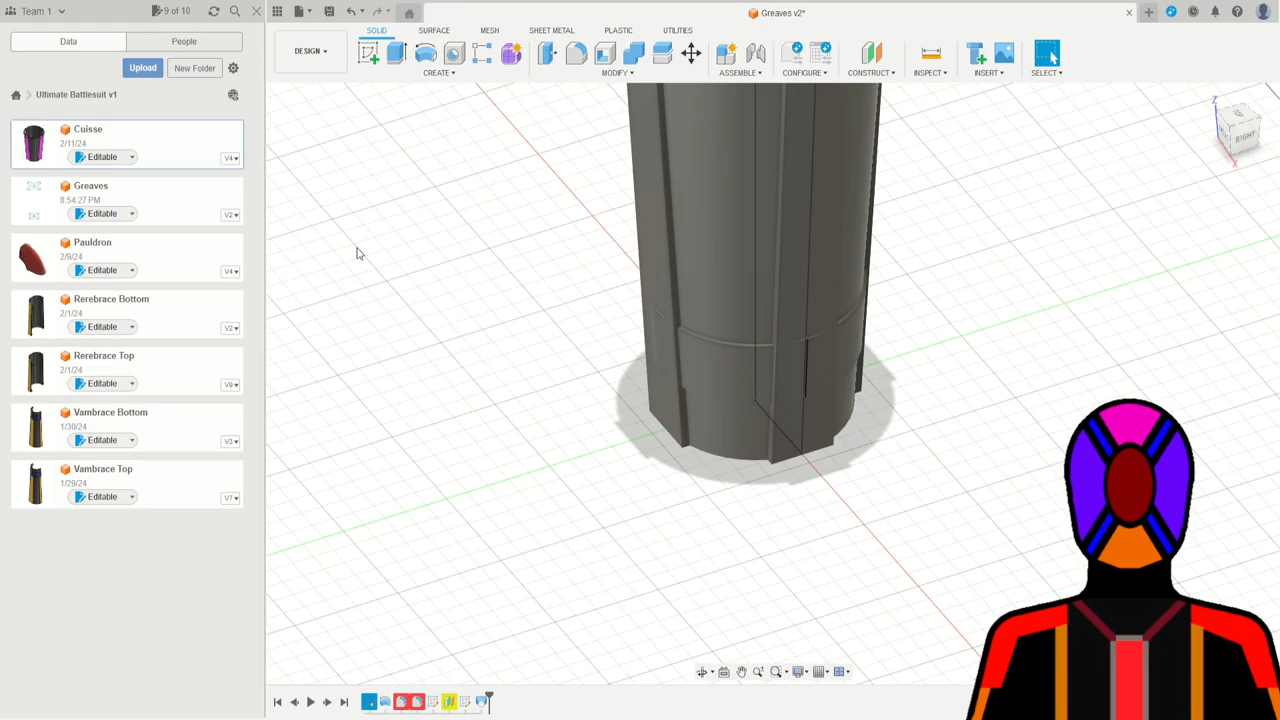 Team 1
9 of 10
Greaves v2*
Data
People
Upload
New Folder
Ultimate Battlesuit v1
Cuisse
2/11/24
Editable
V4
Greaves
8:54:27 PM
Editable
V2
Pauldron
2/9/24
Editable
V4
Rerebrace Bottom
2/1/24
Editable
V2
Rerebrace Top
2/1/24
Editable
V9
Vambrace Bottom
1/30/24
Editable
V3
Vambrace Top
1/29/24
Editable
V7
DESIGN
SOLID
SURFACE
MESH
SHEET METAL
PLASTIC
UTILITIES
CREATE
MODIFY
ASSEMBLE
CONFIGURE
CONSTRUCT
INSPECT
INSERT
SELECT
Z
TOP
RIGHT
X